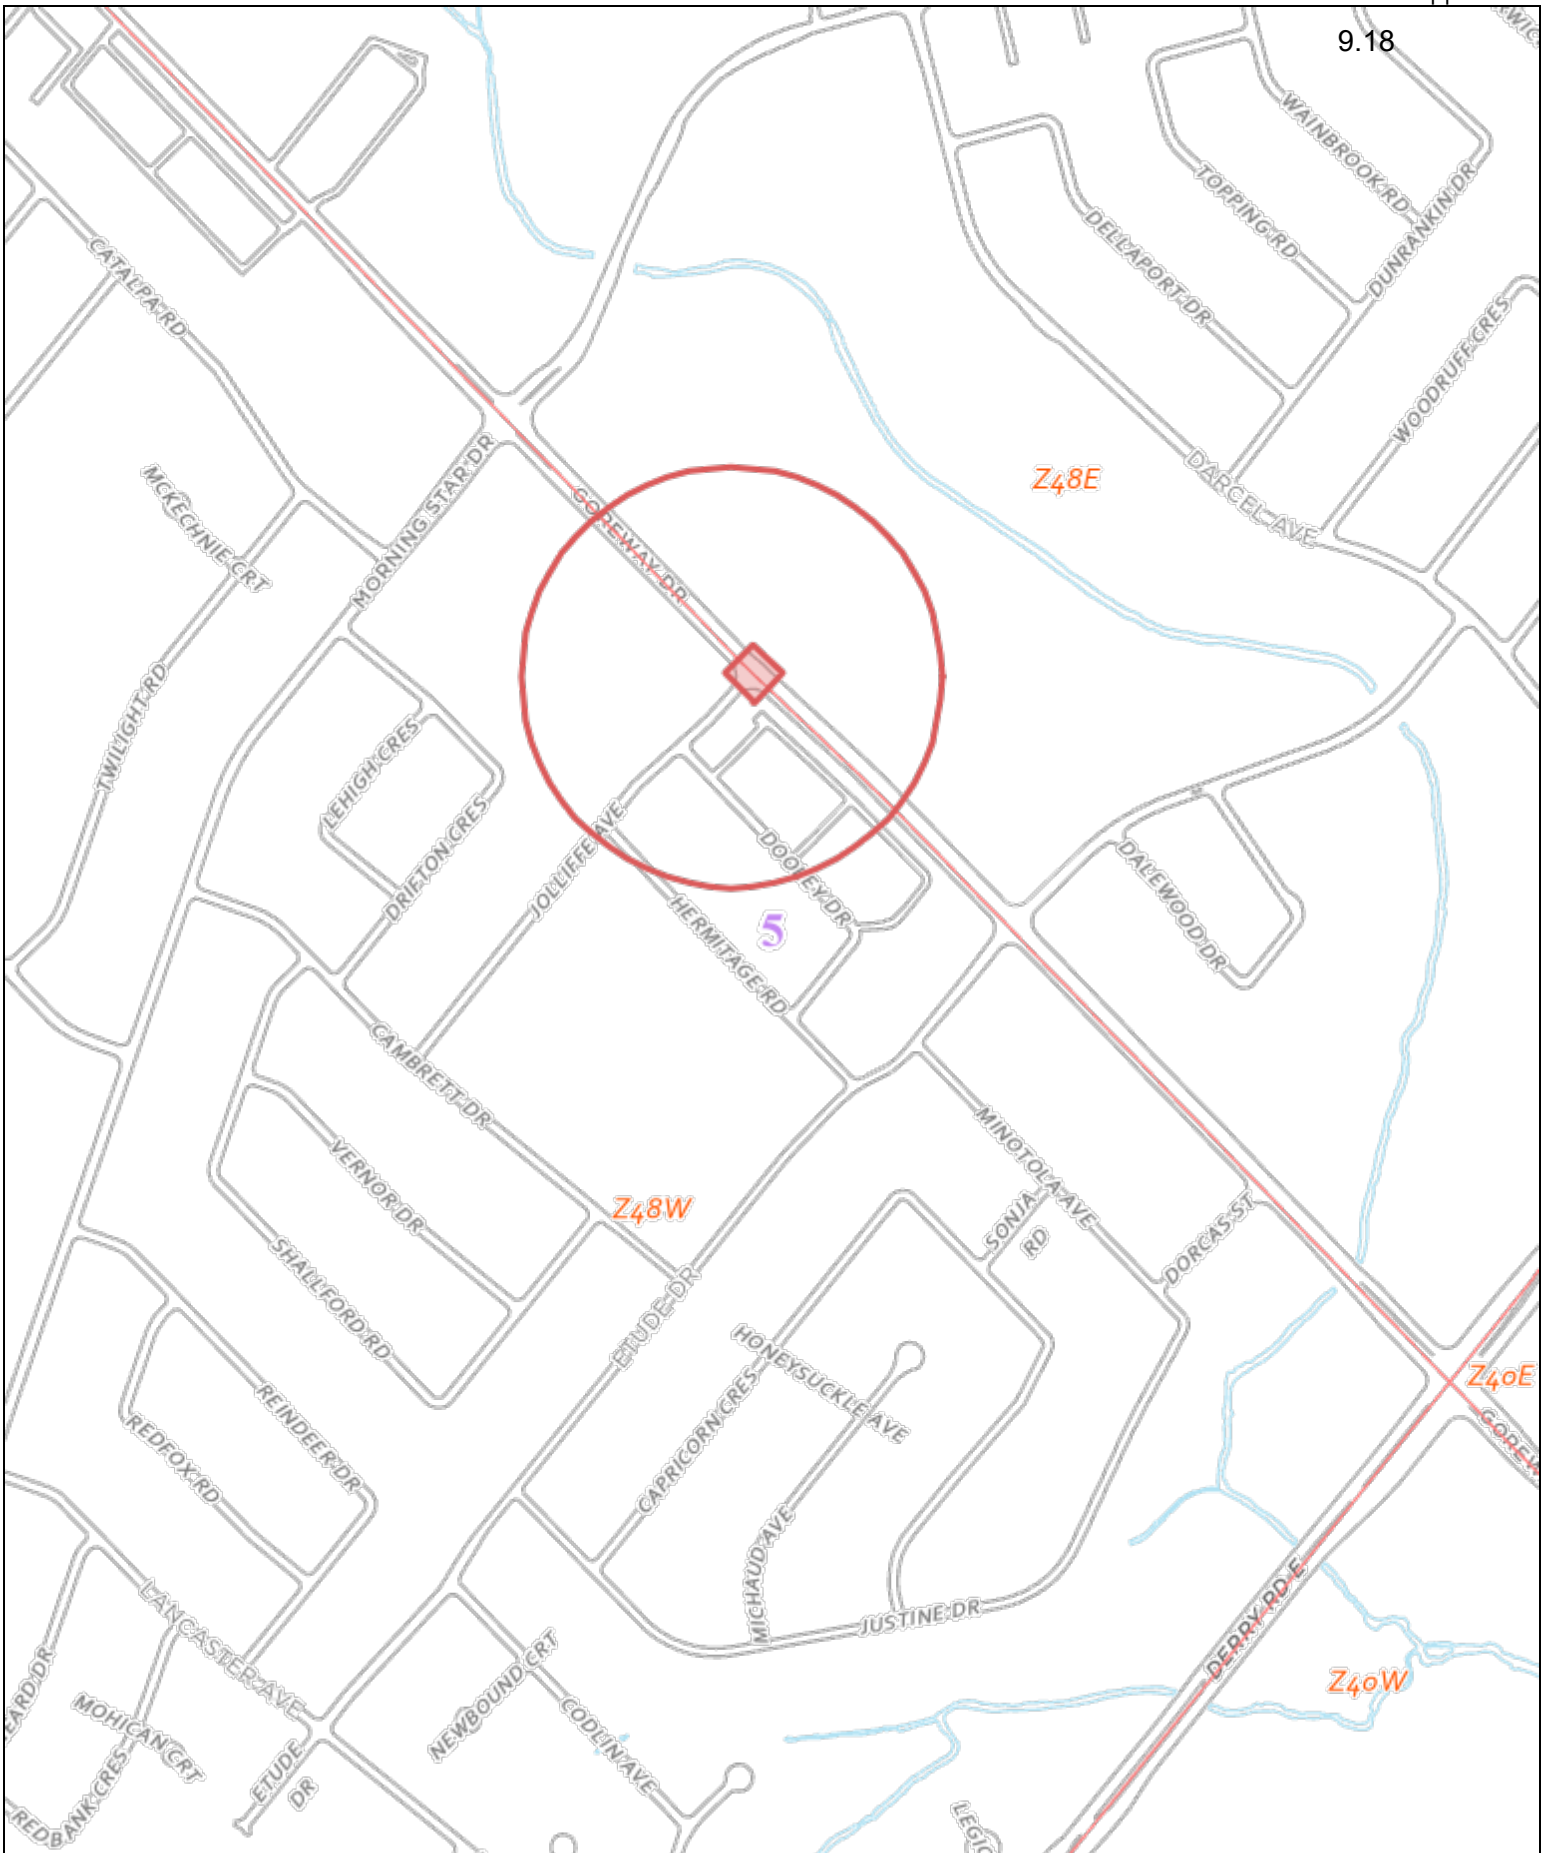 9.18
WAINBROOK RD
TOPPING RD
DUNRANKIN DR
DELLAPORT DR
CATALPA RD
WOODRUFF CRES
MORNING STAR DR
MCKECHNIE CRT
GOREWAY DR
Z48E
DARCEL AVE
TWILIGHT RD
LEHIGH CRES
DRIFTON CRES
JOLLIFFE AVE
DOOLEY DR
DALEWOOD DR
HERMITAGE RD
5
CAMBRETT DR
VERNOR DR
MINOTOLA AVE
Z48W
SONJA
RD
DORCAS ST
SHALLFORD RD
ETUDE DR
HONEYSUCKLE AVE
Z40E
CAPRICORN CRES
REINDEER DR
REDFOX RD
MICHAUD AVE
JUSTINE DR
DERRY RD E
LANCASTER AVE
Z40W
NEWBOUND CRT
CODLIN AVE
MOHICAN CRT
ETUDE
DR
REDBANK CRES